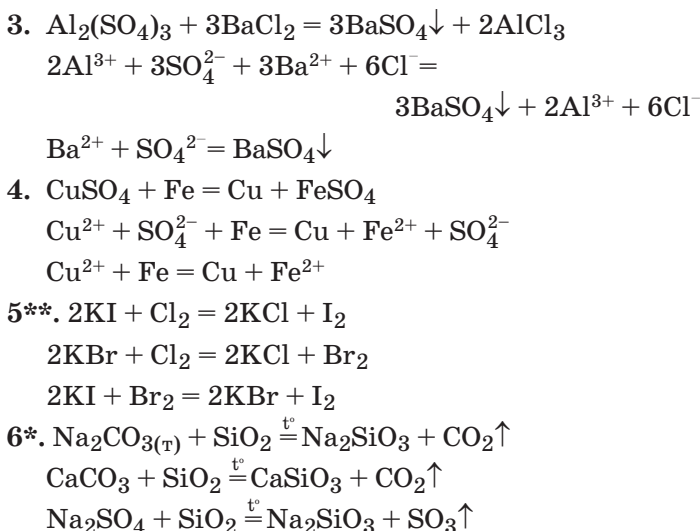 3. Al₂(SO₄)₃ + 3BaCl₂ = 3BaSO₄↓ + 2AlCl₃
2Al³⁺ + 3SO₄²⁻ + 3Ba²⁺ + 6Cl⁻=
3BaSO₄↓ + 2Al³⁺ + 6Cl⁻
Ba²⁺ + SO₄²⁻= BaSO₄↓
4. CuSO₄ + Fe = Cu + FeSO₄
Cu²⁺ + SO₄²⁻ + Fe = Cu + Fe²⁺ + SO₄²⁻
Cu²⁺ + Fe = Cu + Fe²⁺
5**. 2KI + Cl₂ = 2KCl + I₂
2KBr + Cl₂ = 2KCl + Br₂
2KI + Br₂ = 2KBr + I₂
6*. Na₂CO₃₍т₎ + SiO₂ =^t° Na₂SiO₃ + CO₂↑
CaCO₃ + SiO₂ =^t° CaSiO₃ + CO₂↑
Na₂SO₄ + SiO₂ =^t° Na₂SiO₃ + SO₃↑